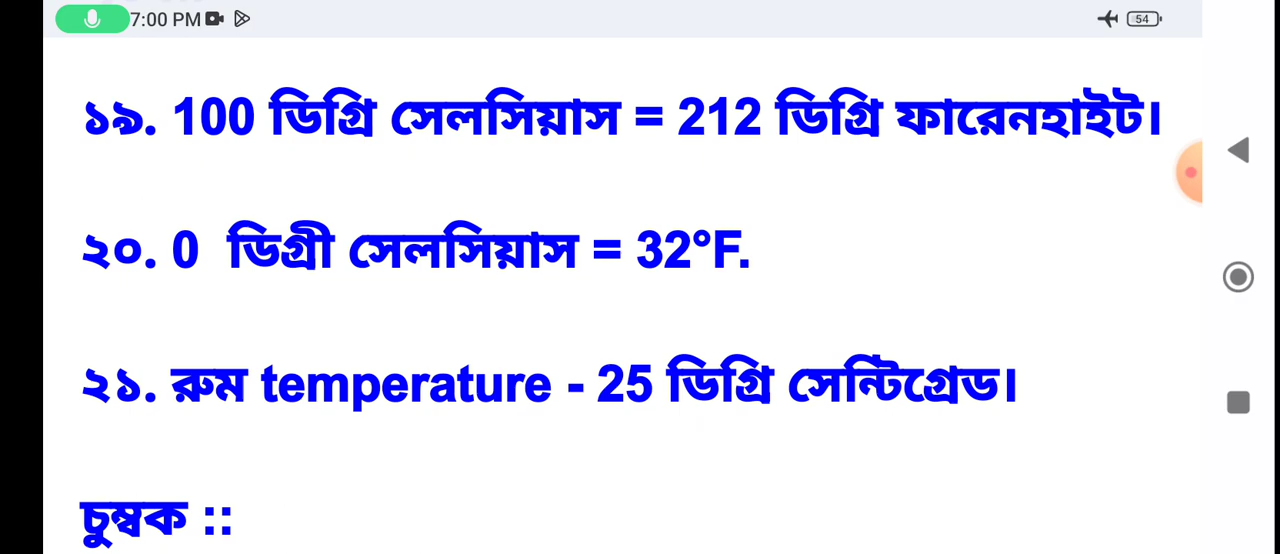 7:00 PM 54
১৯. 100 ডিগ্রি সেলসিয়াস = 212 ডিগ্রি ফারেনহাইট।
২০. 0 ডিগ্রী সেলসিয়াস = 32°F.
২১. রুম temperature - 25 ডিগ্রি সেন্টিগ্রেড।
চুম্বক ::